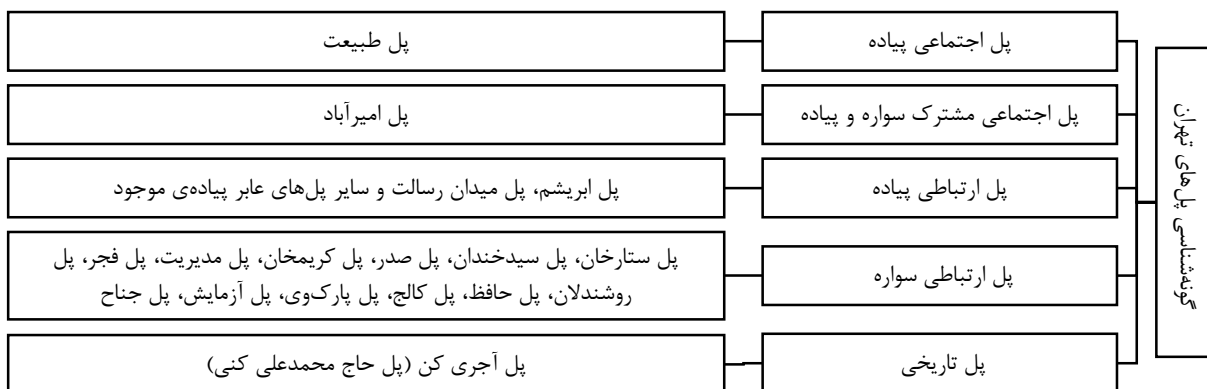 گونه‌شناسی پل‌های تهران
پل اجتماعی پیاده
پل طبیعت
پل اجتماعی مشترک سواره و پیاده
پل امیرآباد
پل ارتباطی پیاده
پل ابریشم، پل میدان رسالت و سایر پل‌های عابر پیاده‌ی موجود
پل ارتباطی سواره
پل ستارخان، پل سیدخندان، پل صدر، پل کریمخان، پل مدیریت، پل فجر، پل
روشندلان، پل حافظ، پل کالج، پل پارک‌وی، پل آزمایش، پل جناح
پل تاریخی
پل آجری کن (پل حاج محمدعلی کنی)